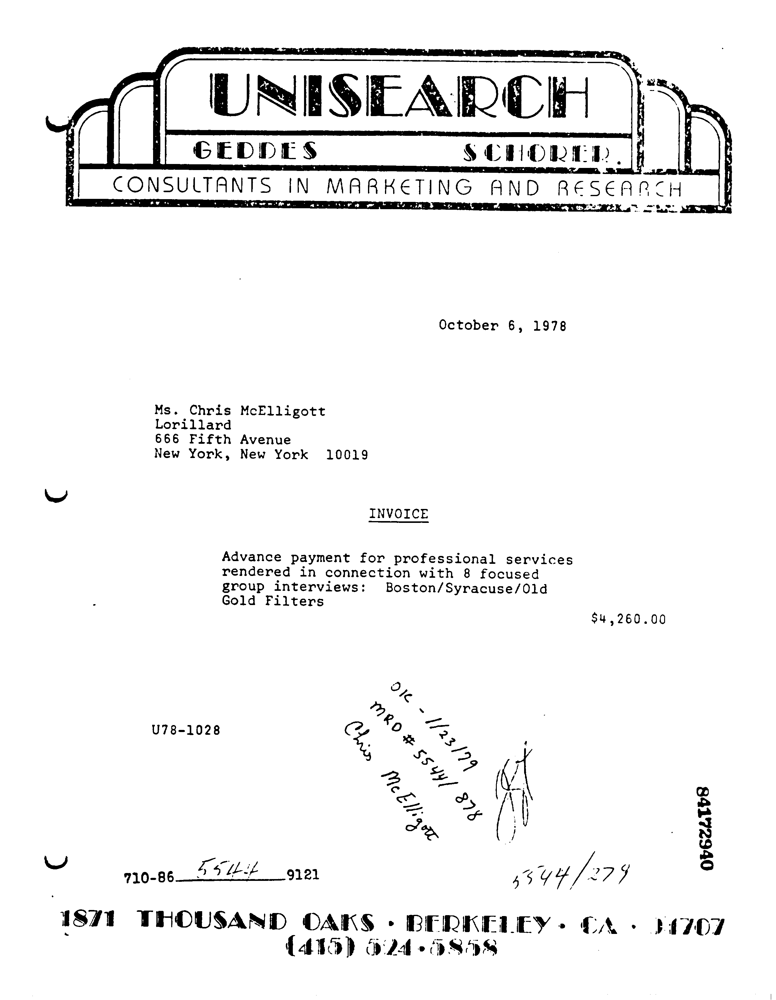 UNISEARCH
GEDDES SCHORER
CONSULTANTS IN MARKETING AND RESEARCH
October 6, 1978
Ms. Chris McElligott
Lorillard
666 Fifth Avenue
New York, New York 10019
INVOICE
Advance payment for professional services
rendered in connection with 8 focused
group interviews: Boston/Syracuse/Old
Gold Filters
$4,260.00
OK - 1/23/79
MRD # 5544/ 878
Chris McElligott
U78-1028
84172940
710-86 5544 9121
5544/279
1871 THOUSAND OAKS · BERKELEY · CA · 94707
(415) 524·5858